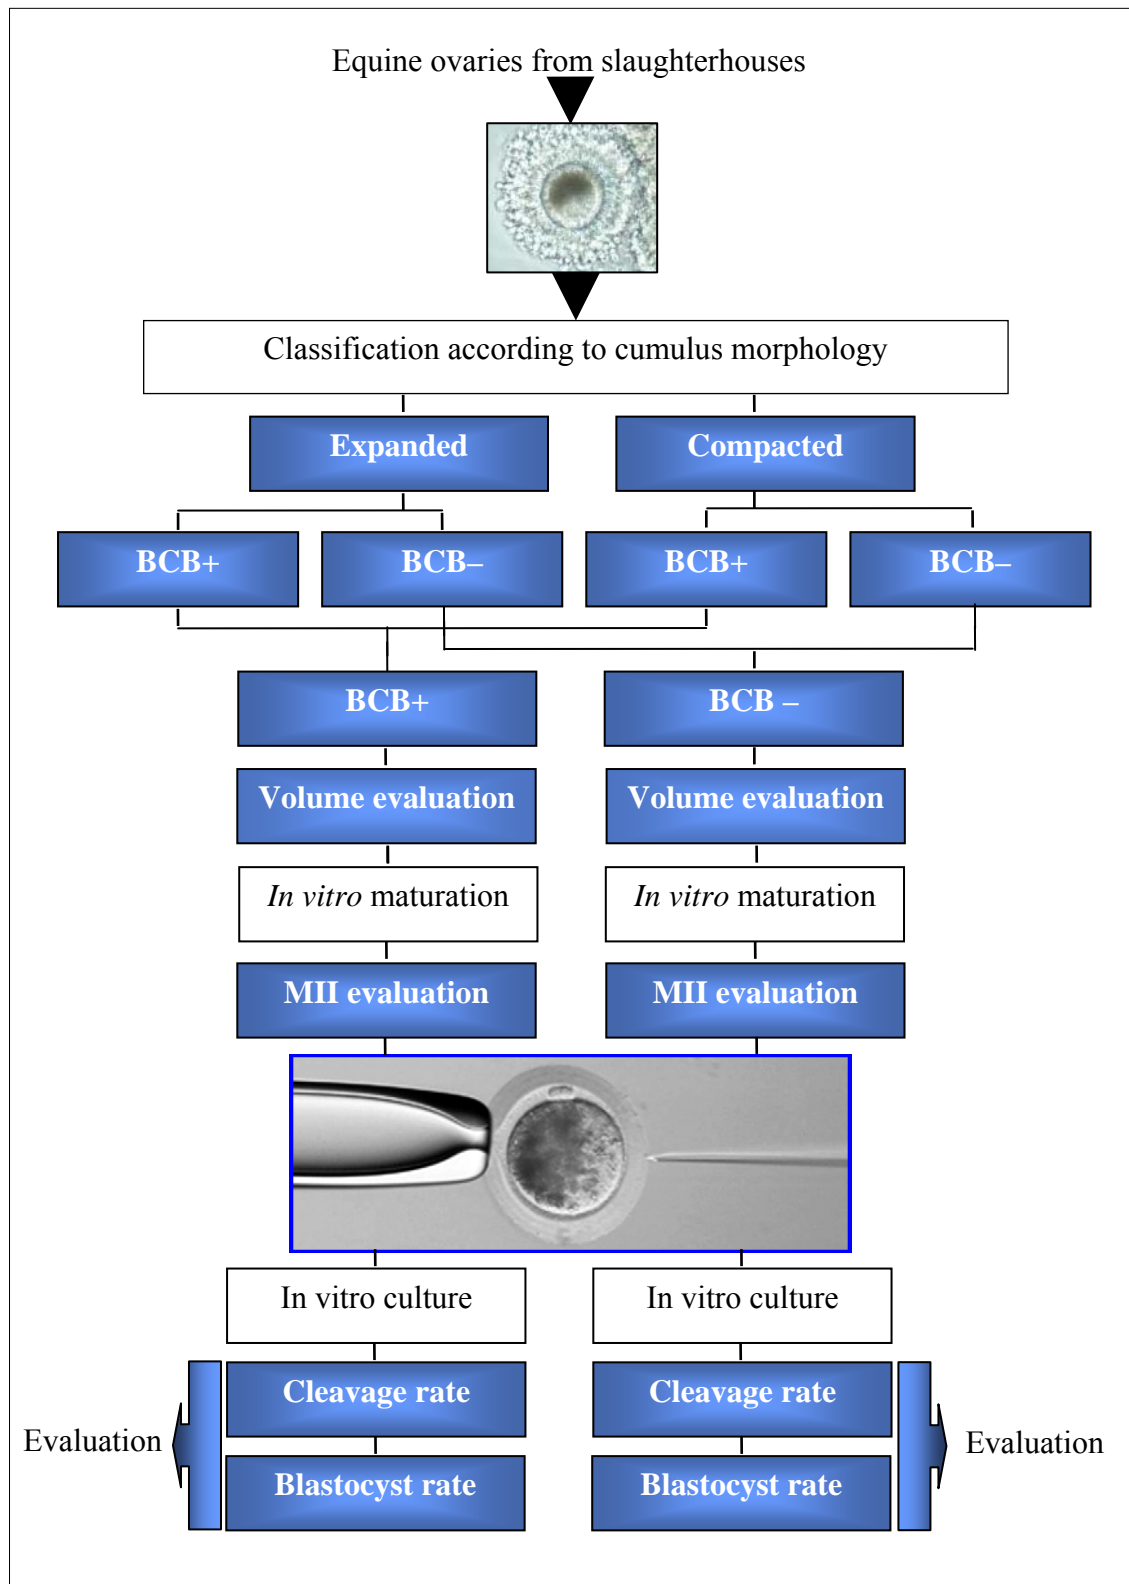 Equine ovaries from slaughterhouses
Classification according to cumulus morphology
Expanded
Compacted
BCB+
BCB–
BCB+
BCB–
BCB+
BCB –
Volume evaluation
Volume evaluation
In vitro maturation
In vitro maturation
MII evaluation
MII evaluation
In vitro culture
In vitro culture
Cleavage rate
Cleavage rate
Evaluation
Evaluation
Blastocyst rate
Blastocyst rate